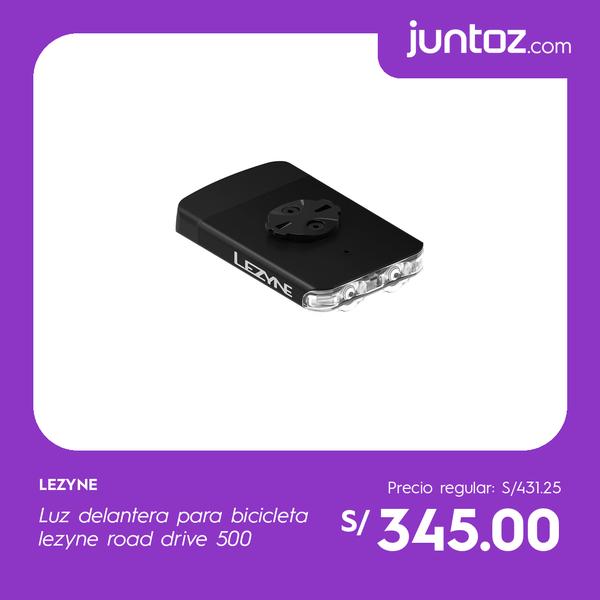 juntoz.com
LEZYNE
LEZYNE
Precio regular: S/431.25
Luz delantera para bicicleta
lezyne road drive 500
S/ 345.00